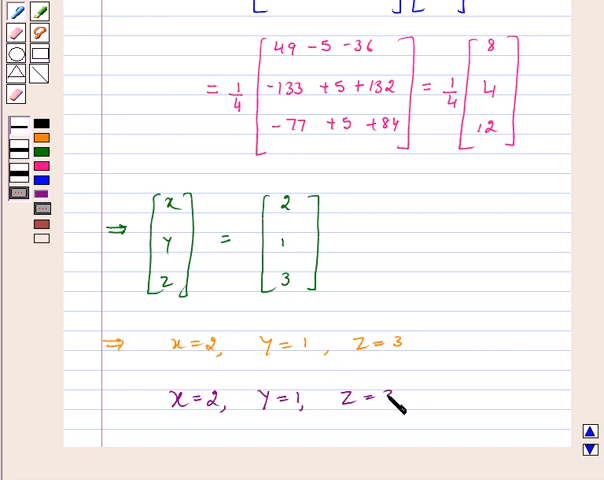 = 1/4 [ 49 - 5 - 36 ] = 1/4 [ 8 ]
[ -133 + 5 + 132 ] [ 4 ]
[ - 77 + 5 + 84 ] [ 12 ]
⇒ [ x ] = [ 2 ]
[ y ] [ 1 ]
[ z ] [ 3 ]
⇒ x = 2, y = 1, z = 3
x = 2, y = 1, z = 3